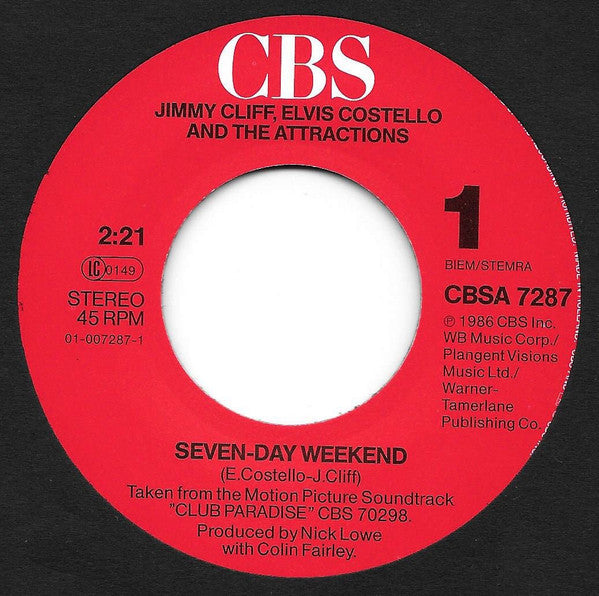 CBS
JIMMY CLIFF, ELVIS COSTELLO
AND THE ATTRACTIONS
2:21
LC 0149
STEREO
45 RPM
01-007287-1
1
BIEM/STEMRA
CBSA 7287
℗ 1986 CBS Inc.
WB Music Corp./
Plangent Visions
Music Ltd./
Warner-
Tamerlane
Publishing Co.
SEVEN-DAY WEEKEND
(E.Costello-J.Cliff)
Taken from the Motion Picture Soundtrack
"CLUB PARADISE" CBS 70298.
Produced by Nick Lowe
with Colin Fairley.